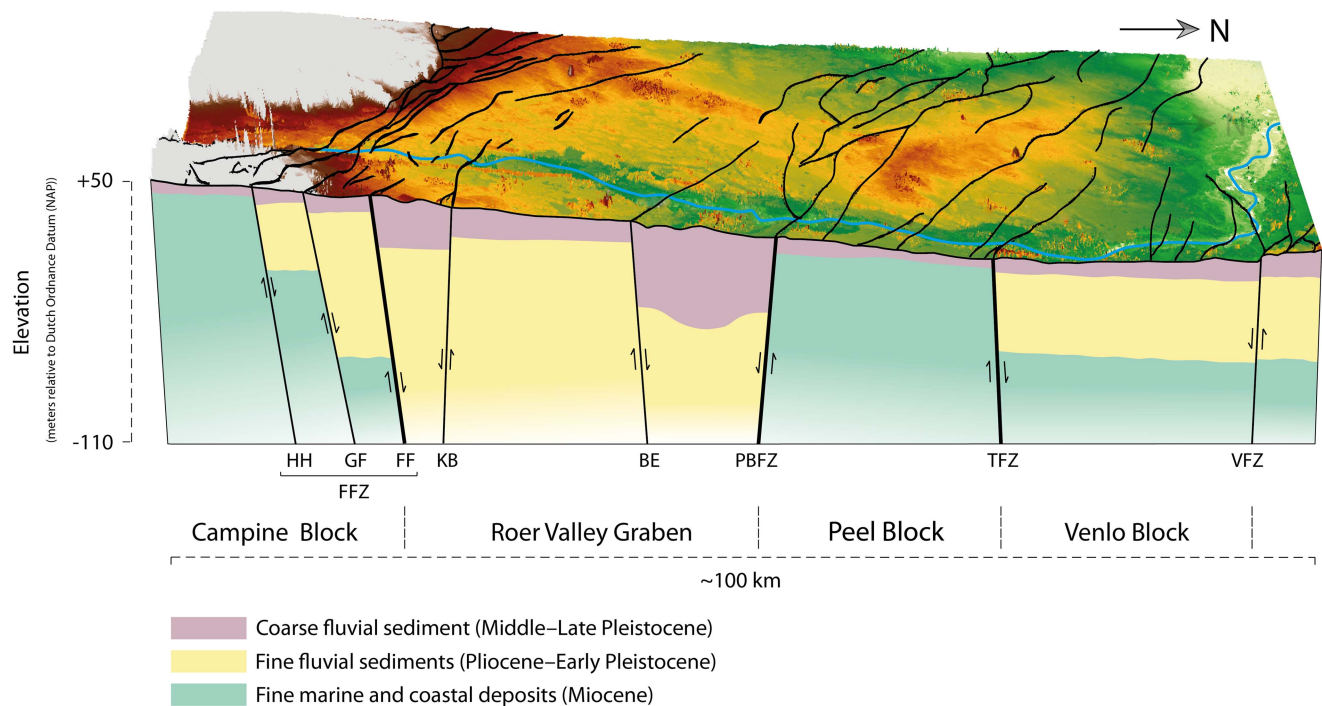 N
N
+50
Elevation
(meters relative to Dutch Ordnance Datum (NAP))
-110
HH GF FF KB BE PBFZ TFZ VFZ
FFZ
Campine Block Roer Valley Graben Peel Block Venlo Block
~100 km
Coarse fluvial sediment (Middle–Late Pleistocene)
Fine fluvial sediments (Pliocene–Early Pleistocene)
Fine marine and coastal deposits (Miocene)